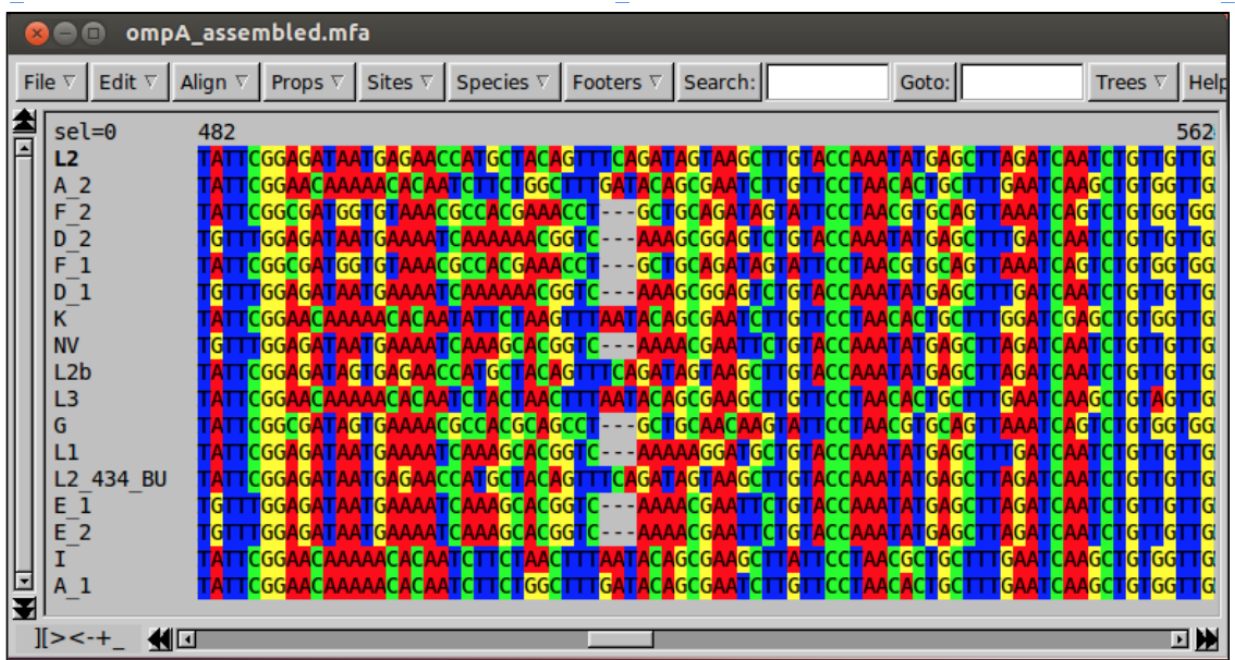 ompA_assembled.mfa
File ▽ Edit ▽ Align ▽ Props ▽ Sites ▽ Species ▽ Footers ▽ Search: Goto: Trees ▽ Help
sel=0 482 562
L2 TATTCGGAGATAATGAGAACCATGCTACAGTTTCAGATAGTAAGCTTGTACCAAATATGAGCTTAGATCAATCTGTTGTTG
A_2 TATTCGGAACAAAAACACAATCTTCTGGCTTTGATACAGCGAATCTTGTTCCTAACACTGCTTTGAATCAAGCTGTGGTTG
F_2 TATTCGGCGATGGTGTAAACGCCACGAAACCT---GCTGCAGATAGTATTCCTAACGTGCAGTTAAATCAGTCTGTGGTGG
D_2 TGTTTGGAGATAATGAAAATCAAAAAACGGTC---AAAGCGGAGTCTGTACCAAATATGAGCTTTGATCAATCTGTTGTTG
F_1 TATTCGGCGATGGTGTAAACGCCACGAAACCT---GCTGCAGATAGTATTCCTAACGTGCAGTTAAATCAGTCTGTGGTGG
D_1 TGTTTGGAGATAATGAAAATCAAAAAACGGTC---AAAGCGGAGTCTGTACCAAATATGAGCTTTGATCAATCTGTTGTTG
K TATTCGGAACAAAAACACAATATTCTAAGTTTAATACAGCGAATCTTGTTCCTAACACTGCTTTGGATCGAGCTGTGGTTG
NV TGTTTGGAGATAATGAAAATCAAAGCACGGTC---AAAACGAATTCTGTACCAAATATGAGCTTAGATCAATCTGTTGTTG
L2b TATTCGGAGATAGTGAGAACCATGCTACAGTTTCAGATAGTAAGCTTGTACCAAATATGAGCTTAGATCAATCTGTTGTTG
L3 TATTCGGAACAAAAACACAATCTACTAACTTTAATACAGCGAAGCTTGTTCCTAACACTGCTTTGAATCAAGCTGTAGTTG
G TATTCGGCGATAGTGAAAACGCCACGCAGCCT---GCTGCAACAAGTATTCCTAACGTGCAGTTAAATCAGTCTGTGGTGG
L1 TATTCGGAGATAATGAAAATCAAAGCACGGTC---AAAAAGGATGCTGTACCAAATATGAGCTTTGATCAATCTGTTGTTG
L2_434_BU TATTCGGAGATAATGAGAACCATGCTACAGTTTCAGATAGTAAGCTTGTACCAAATATGAGCTTAGATCAATCTGTTGTTG
E_1 TGTTTGGAGATAATGAAAATCAAAGCACGGTC---AAAACGAATTCTGTACCAAATATGAGCTTAGATCAATCTGTTGTTG
E_2 TGTTTGGAGATAATGAAAATCAAAGCACGGTC---AAAACGAATTCTGTACCAAATATGAGCTTAGATCAATCTGTTGTTG
I TATTCGGAACAAAAACACAATCTTCTAACTTTAATACAGCGAAGCTTATTCCTAACGCTGCTTTGAATCAAGCTGTGGTTG
A_1 TATTCGGAACAAAAACACAATCTTCTGGCTTTGATACAGCGAATCTTGTTCCTAACACTGCTTTGAATCAAGCTGTGGTTG
][><-+_